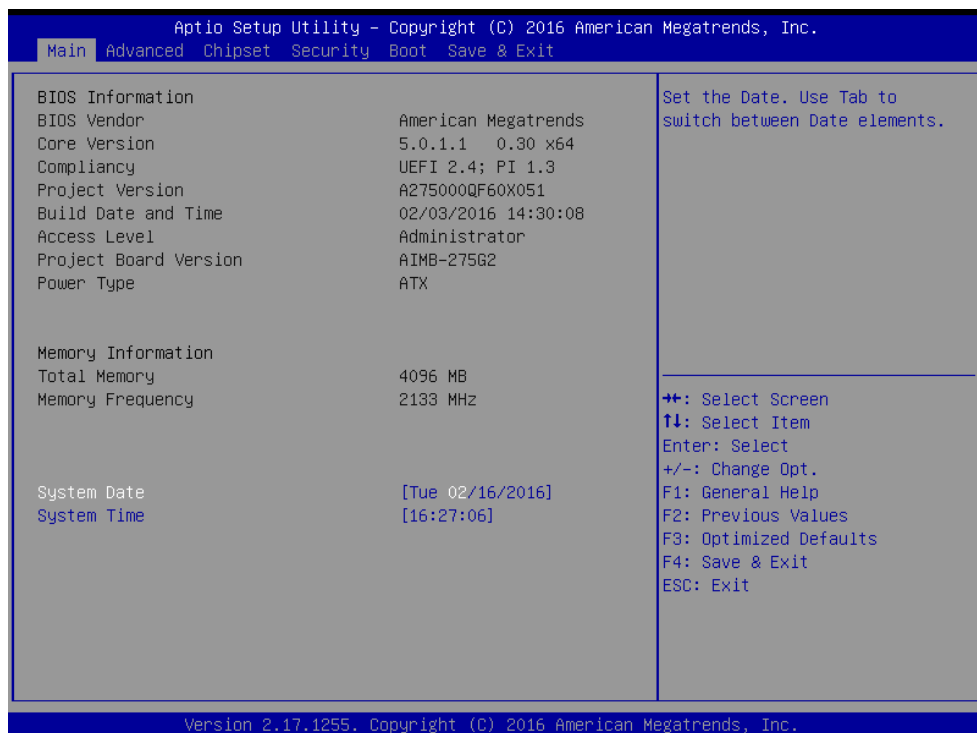 Aptio Setup Utility – Copyright (C) 2016 American Megatrends, Inc.
Main Advanced Chipset Security Boot Save & Exit
BIOS Information
BIOS Vendor American Megatrends
Core Version 5.0.1.1 0.30 x64
Compliancy UEFI 2.4; PI 1.3
Project Version A275000QF60X051
Build Date and Time 02/03/2016 14:30:08
Access Level Administrator
Project Board Version AIMB-275G2
Power Type ATX
Memory Information
Total Memory 4096 MB
Memory Frequency 2133 MHz
System Date [Tue 02/16/2016]
System Time [16:27:06]
Set the Date. Use Tab to
switch between Date elements.
→←: Select Screen
↑↓: Select Item
Enter: Select
+/-: Change Opt.
F1: General Help
F2: Previous Values
F3: Optimized Defaults
F4: Save & Exit
ESC: Exit
Version 2.17.1255. Copyright (C) 2016 American Megatrends, Inc.